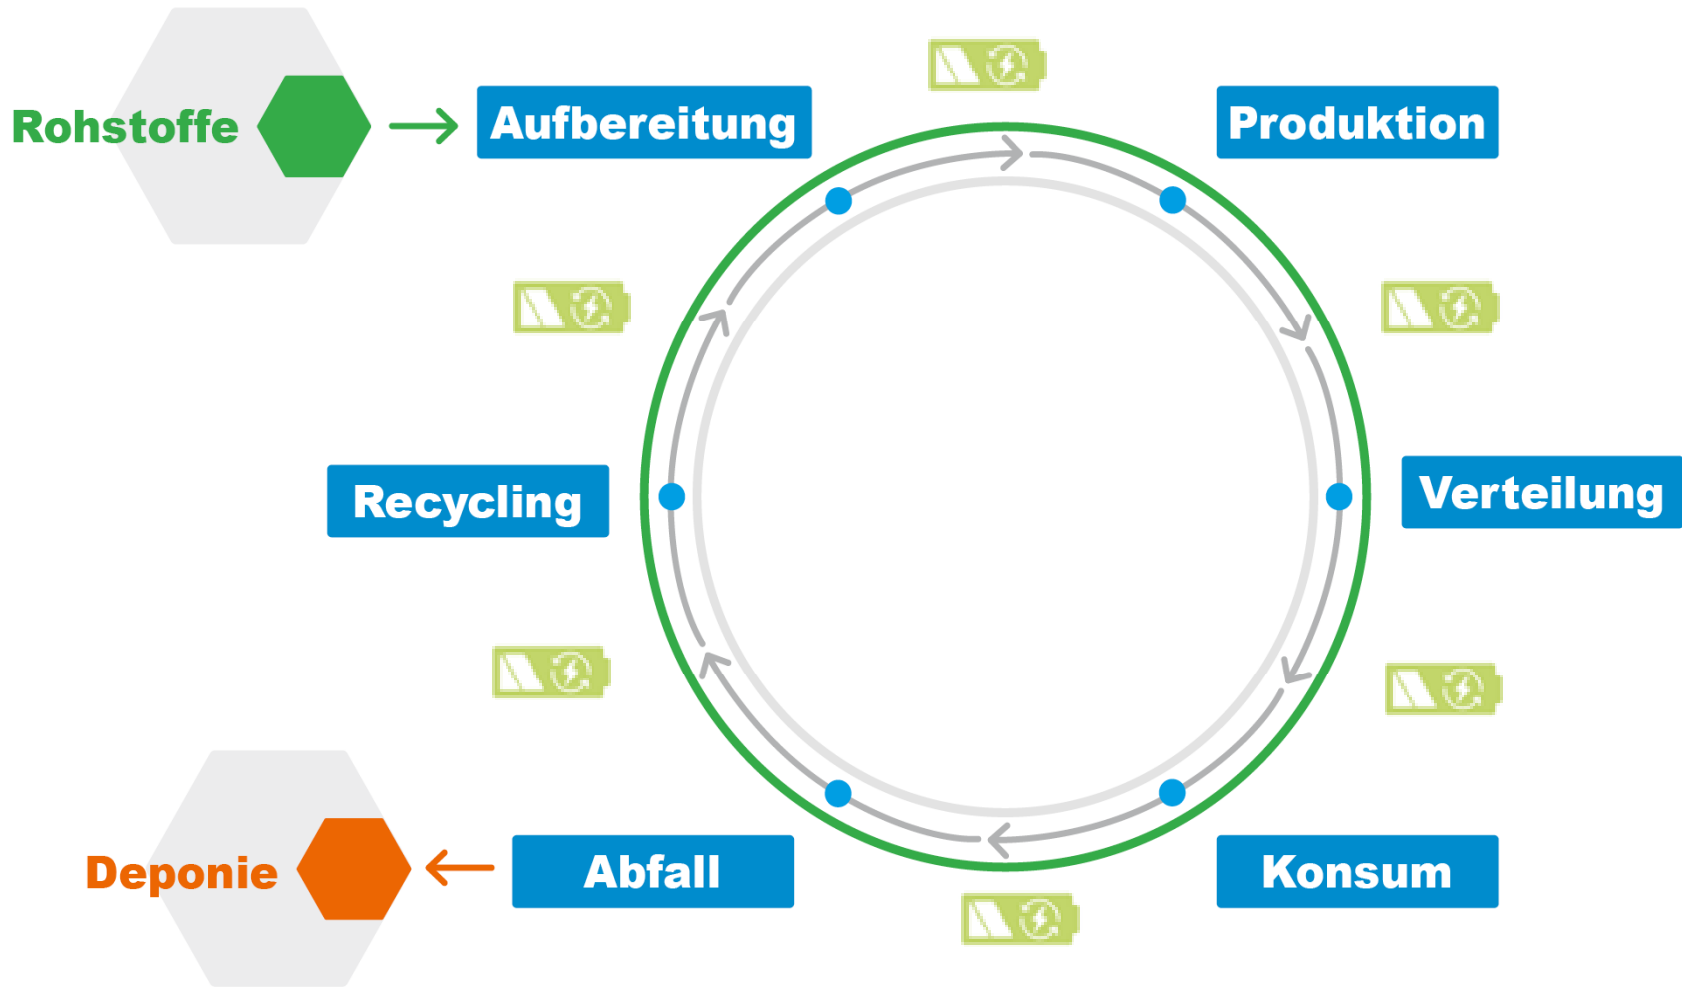 Rohstoffe
Aufbereitung
Produktion
Recycling
Verteilung
Deponie
Abfall
Konsum